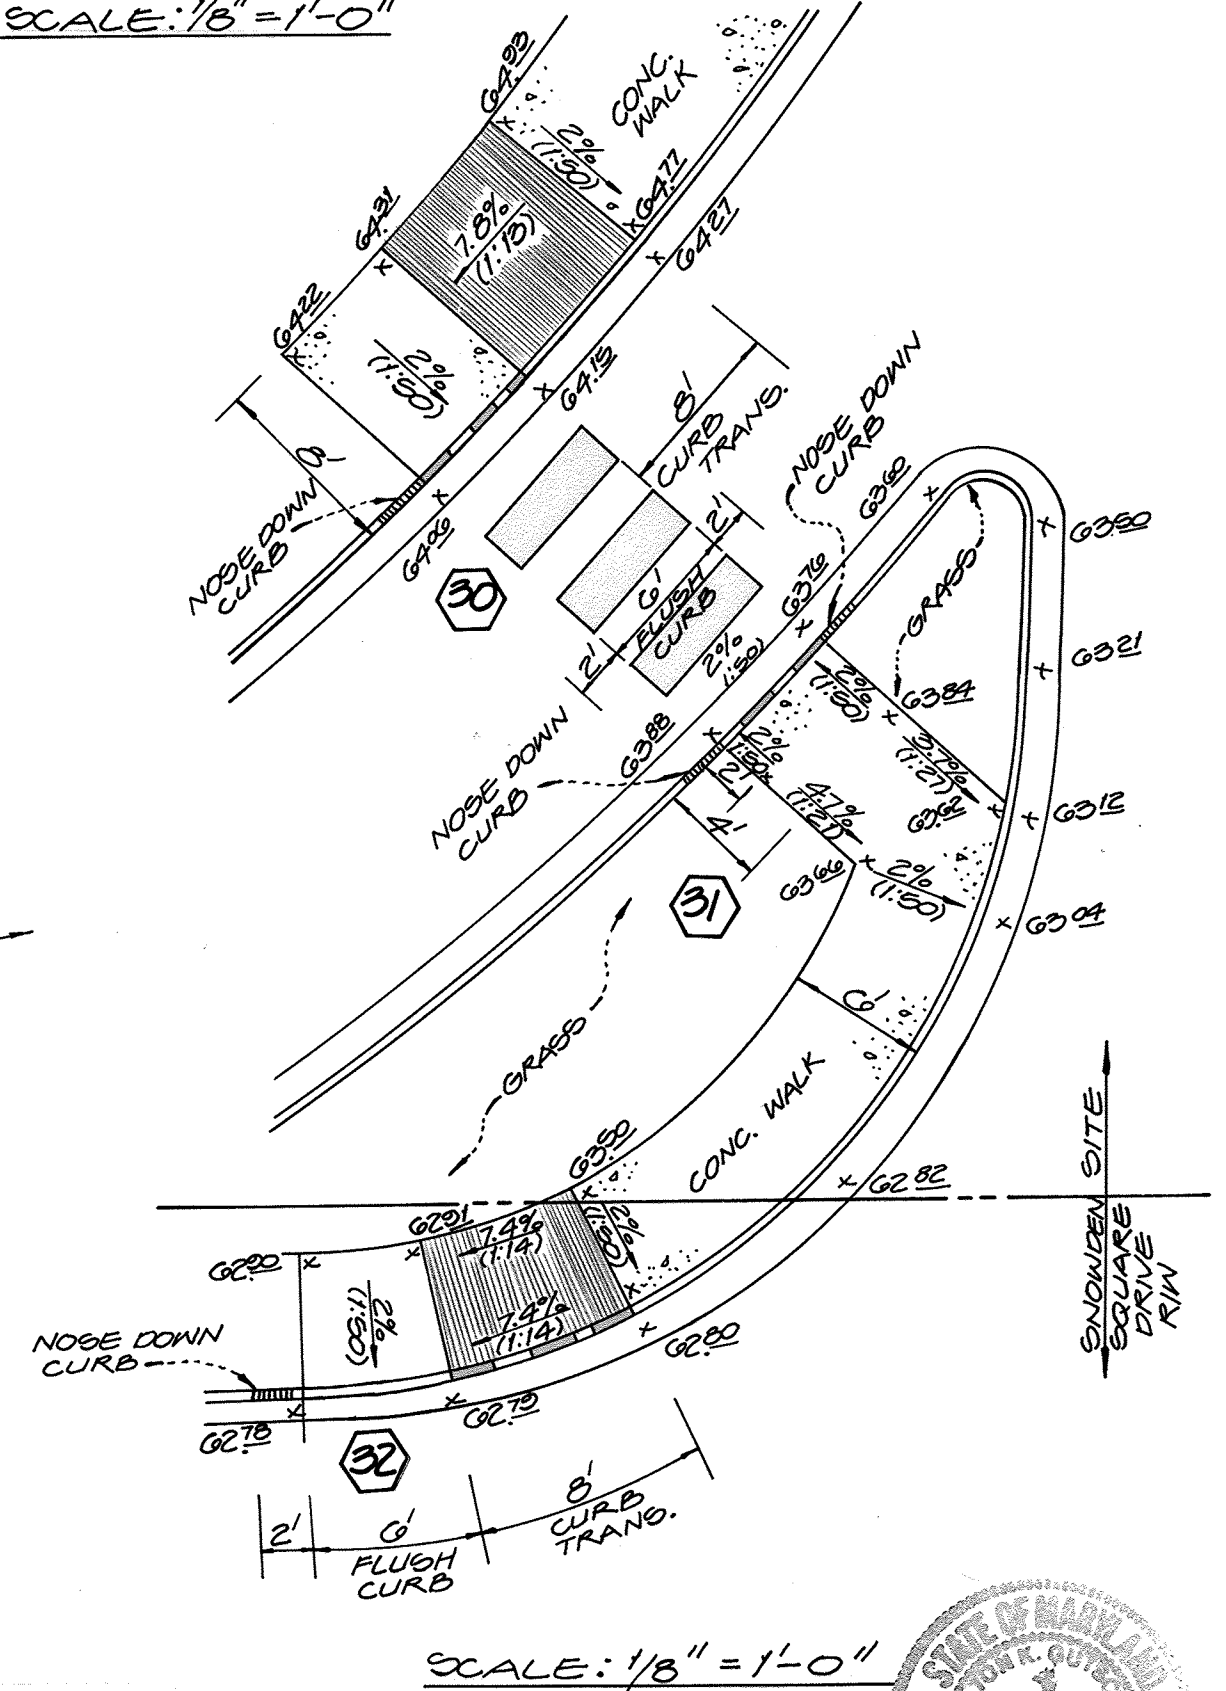 SCALE: 1/8" = 1'-0"
64.93
CONC.
WALK
2%
(1:50)
64.77
64.31
7.8%
(1:13)
64.27
64.22
2%
(1:50)
64.15
8'
8'
CURB
TRANS.
NOSE DOWN
CURB
64.06
30
NOSE DOWN
CURB
63.60
63.50
2'
6'
FLUSH
CURB
2'
2%
1:50)
63.76
GRASS
63.21
2%
(1:50)
63.84
3.7%
(1:27)
63.88
NOSE DOWN
CURB
2%
1:50
2'
4'
4.7%
(1:21)
63.62
63.12
63.66
2%
(1:50)
31
63.04
6'
GRASS
CONC. WALK
63.50
62.82
SNOWDEN SITE
SQUARE
DRIVE
R/W
62.91
7.4%
(1:14)
2%
(1:50)
62.90
2%
(1:50)
7.4%
(1:14)
62.80
NOSE DOWN
CURB
62.79
62.78
32
8'
CURB
TRANS.
2'
6'
FLUSH
CURB
SCALE: 1/8" = 1'-0"
STATE OF MARYLAND